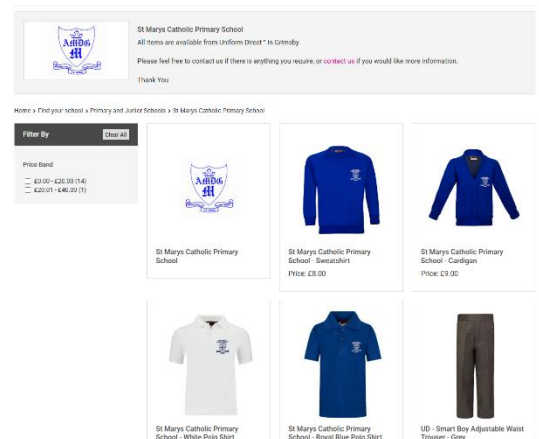 St Marys Catholic Primary School
All Items are available from Uniform Direct™ in Grimsby.
Please feel free to contact us if there is anything you require, or contact us if you would like more information.
Thank You
AMDG
M
Home > Find your school > Primary and Junior Schools > St Marys Catholic Primary School
Filter By
Clear All
Price Band
£0.00 - £20.00 (14)
£20.01 - £40.00 (1)
AMDG
M
St Marys Catholic Primary
School
St Marys Catholic Primary
School - Sweatshirt
Price: £8.00
St Marys Catholic Primary
School - Cardigan
Price: £9.00
St Marys Catholic Primary
School - White Polo Shirt
St Marys Catholic Primary
School - Royal Blue Polo Shirt
UD - Smart Boy Adjustable Waist
Trouser - Grey